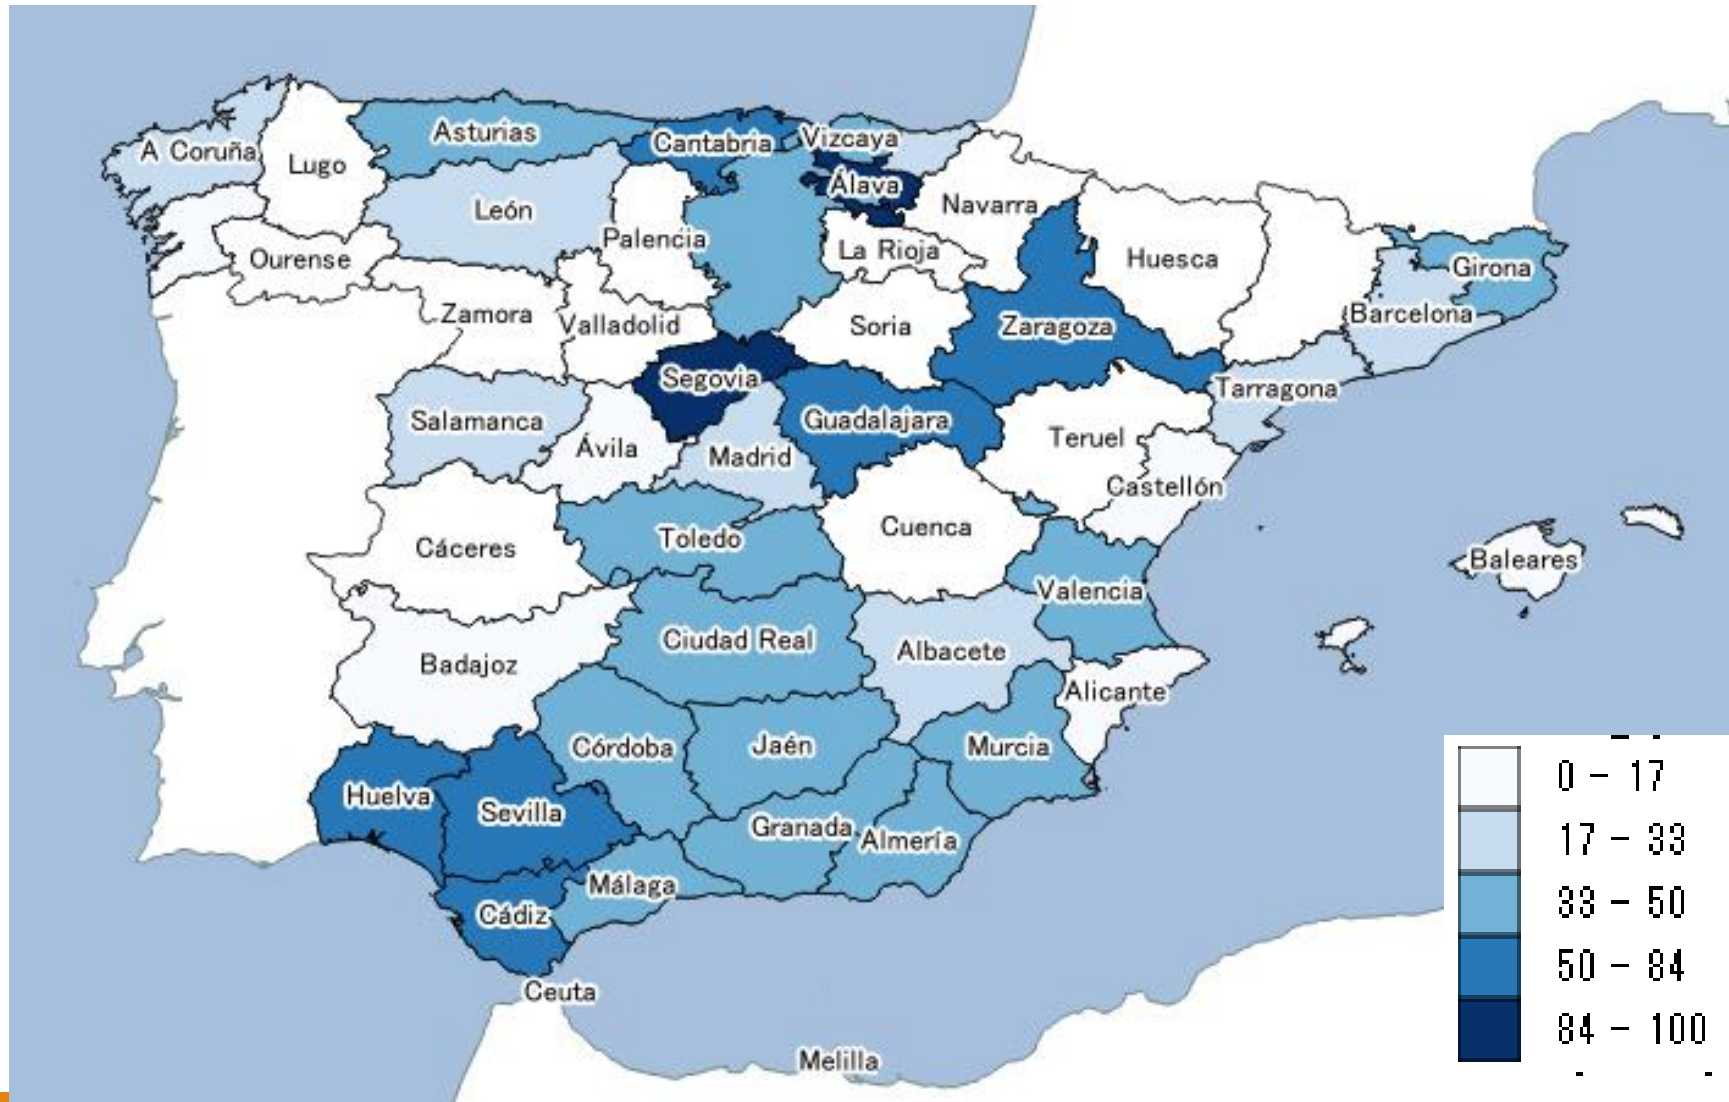 A Coruña
Lugo
Asturias
Cantabria
Vizcaya
Álava
León
Palencia
Ourense
Navarra
La Rioja
Huesca
Girona
Zamora
Valladolid
Soria
Zaragoza
Barcelona
Segovia
Tarragona
Salamanca
Ávila
Madrid
Guadalajara
Teruel
Castellón
Cáceres
Toledo
Cuenca
Baleares
Valencia
Badajoz
Ciudad Real
Albacete
Alicante
Córdoba
Jaén
Murcia
Huelva
Sevilla
Granada
Almería
Málaga
Cádiz
Ceuta
Melilla
0 - 17
17 - 33
33 - 50
50 - 84
84 - 100